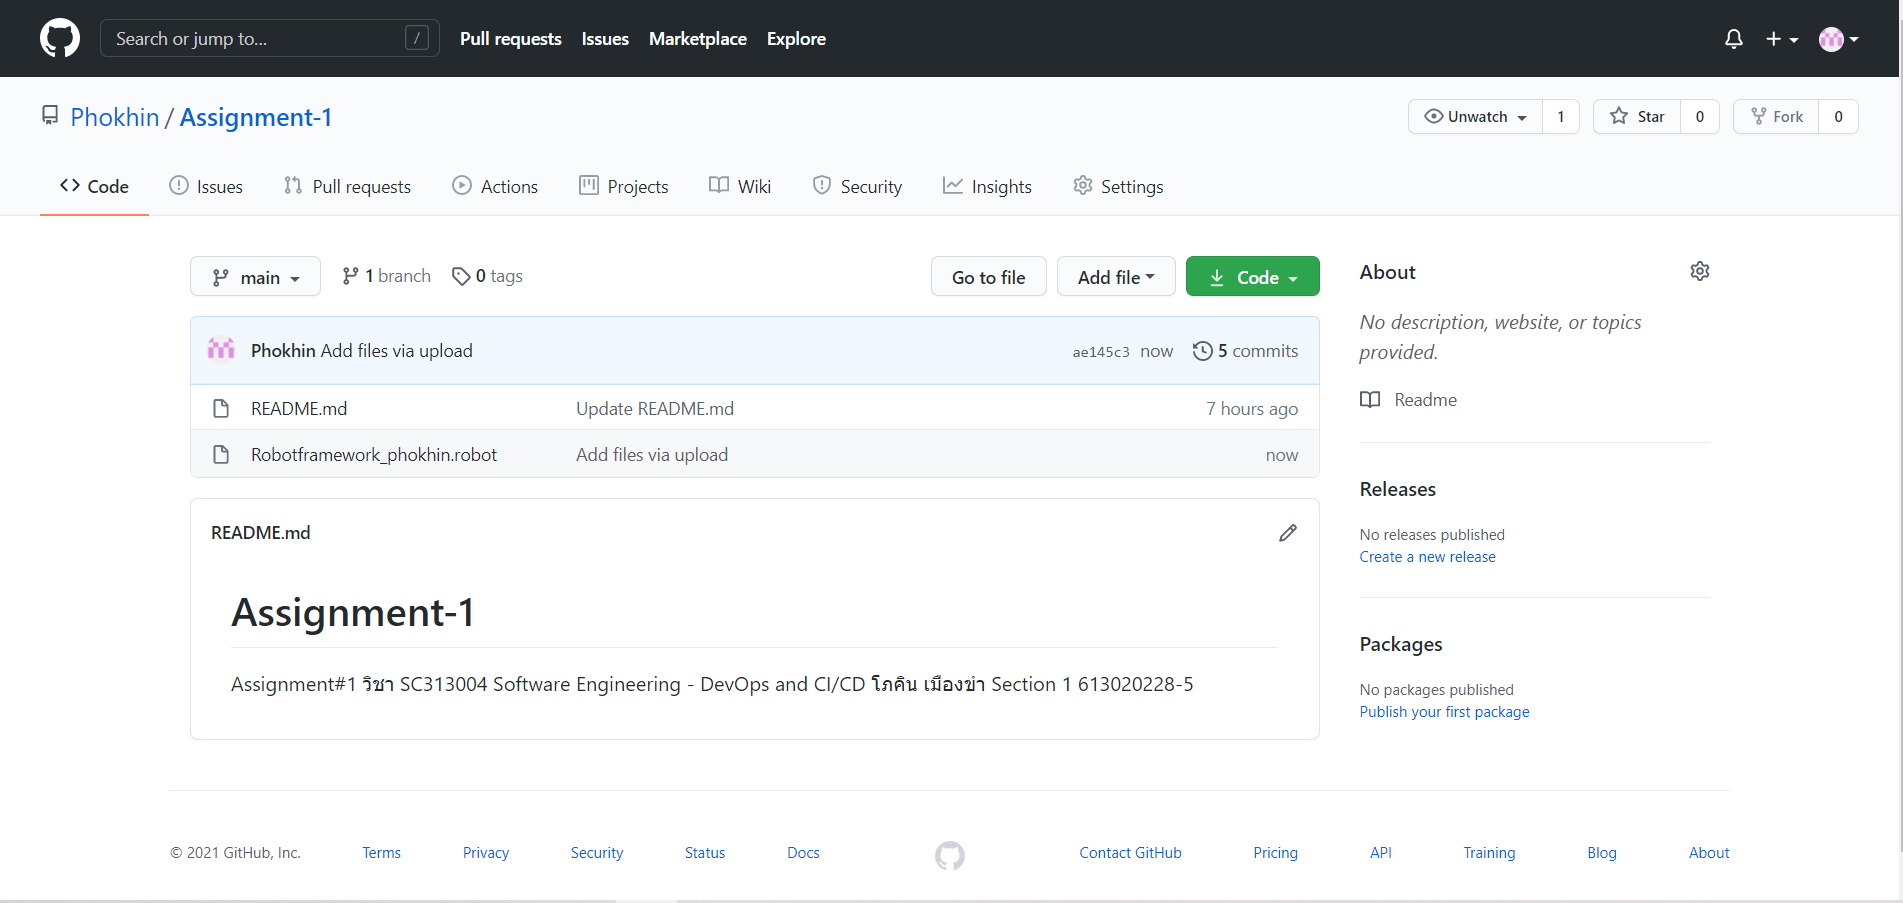 Search or jump to... /
Pull requests Issues Marketplace Explore
Phokhin / Assignment-1
Unwatch 1 Star 0 Fork 0
Code Issues Pull requests Actions Projects Wiki Security Insights Settings
main 1 branch 0 tags Go to file Add file Code
Phokhin Add files via upload ae145c3 now 5 commits
README.md Update README.md 7 hours ago
Robotframework_phokhin.robot Add files via upload now
README.md
Assignment-1
Assignment#1 วิชา SC313004 Software Engineering - DevOps and CI/CD โภคิน เมืองขำ Section 1 613020228-5
About
No description, website, or topics
provided.
Readme
Releases
No releases published
Create a new release
Packages
No packages published
Publish your first package
© 2021 GitHub, Inc. Terms Privacy Security Status Docs Contact GitHub Pricing API Training Blog About